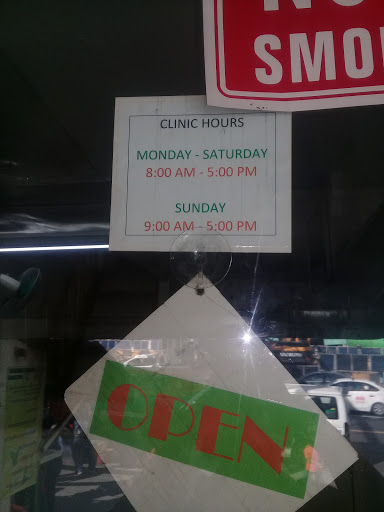 NO
SMO
CLINIC HOURS
MONDAY - SATURDAY
8:00 AM - 5:00 PM
SUNDAY
9:00 AM - 5:00 PM
OPEN